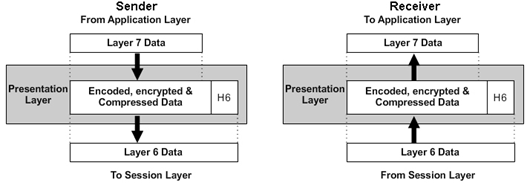 Sender
From Application Layer
Layer 7 Data
Presentation
Layer
Encoded, encrypted &
Compressed Data
H6
Layer 6 Data
To Session Layer
Receiver
To Application Layer
Layer 7 Data
Presentation
Layer
Encoded, encrypted &
Compressed Data
H6
Layer 6 Data
From Session Layer